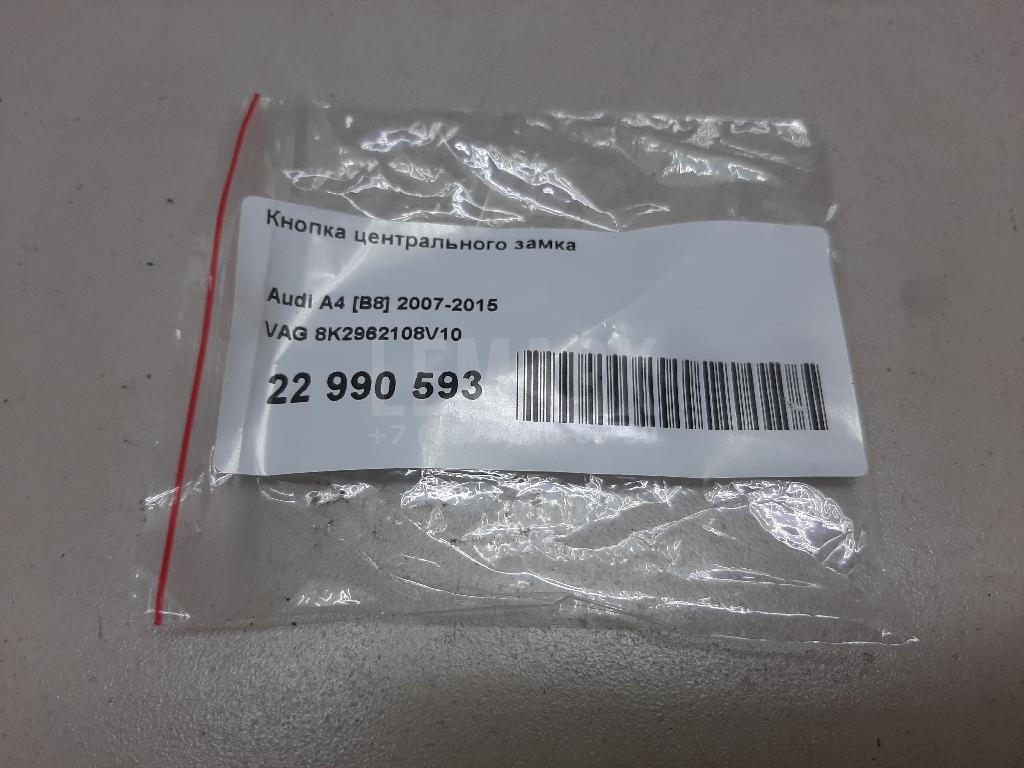 Кнопка центрального замка
Audi A4 [B8] 2007-2015
VAG 8K2962108V10
22 990 593